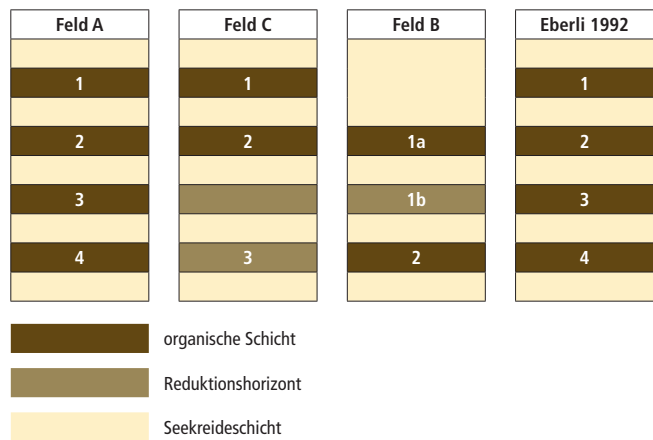 Feld A
Feld C
Feld B
Eberli 1992
1
1
1
2
2
1a
2
3
1b
3
4
3
2
4
organische Schicht
Reduktionshorizont
Seekreideschicht